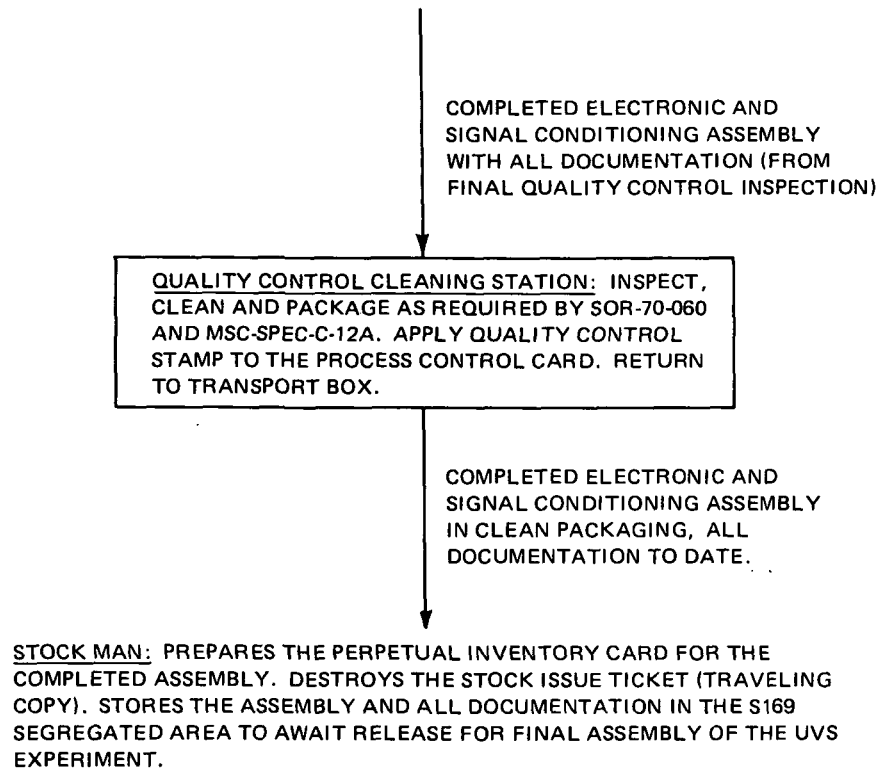 COMPLETED ELECTRONIC AND
SIGNAL CONDITIONING ASSEMBLY
WITH ALL DOCUMENTATION (FROM
FINAL QUALITY CONTROL INSPECTION)
QUALITY CONTROL CLEANING STATION: INSPECT,
CLEAN AND PACKAGE AS REQUIRED BY SOR-70-060
AND MSC-SPEC-C-12A. APPLY QUALITY CONTROL
STAMP TO THE PROCESS CONTROL CARD. RETURN
TO TRANSPORT BOX.
COMPLETED ELECTRONIC AND
SIGNAL CONDITIONING ASSEMBLY
IN CLEAN PACKAGING, ALL
DOCUMENTATION TO DATE.
STOCK MAN: PREPARES THE PERPETUAL INVENTORY CARD FOR THE
COMPLETED ASSEMBLY. DESTROYS THE STOCK ISSUE TICKET (TRAVELING
COPY). STORES THE ASSEMBLY AND ALL DOCUMENTATION IN THE S169
SEGREGATED AREA TO AWAIT RELEASE FOR FINAL ASSEMBLY OF THE UVS
EXPERIMENT.